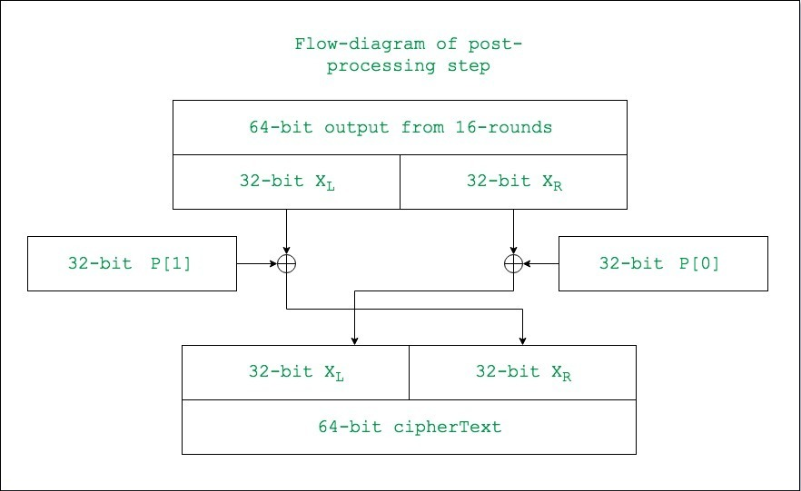 Flow-diagram of post-
processing step
64-bit output from 16-rounds
32-bit XL
32-bit XR
32-bit P[1]
32-bit P[0]
32-bit XL
32-bit XR
64-bit cipherText